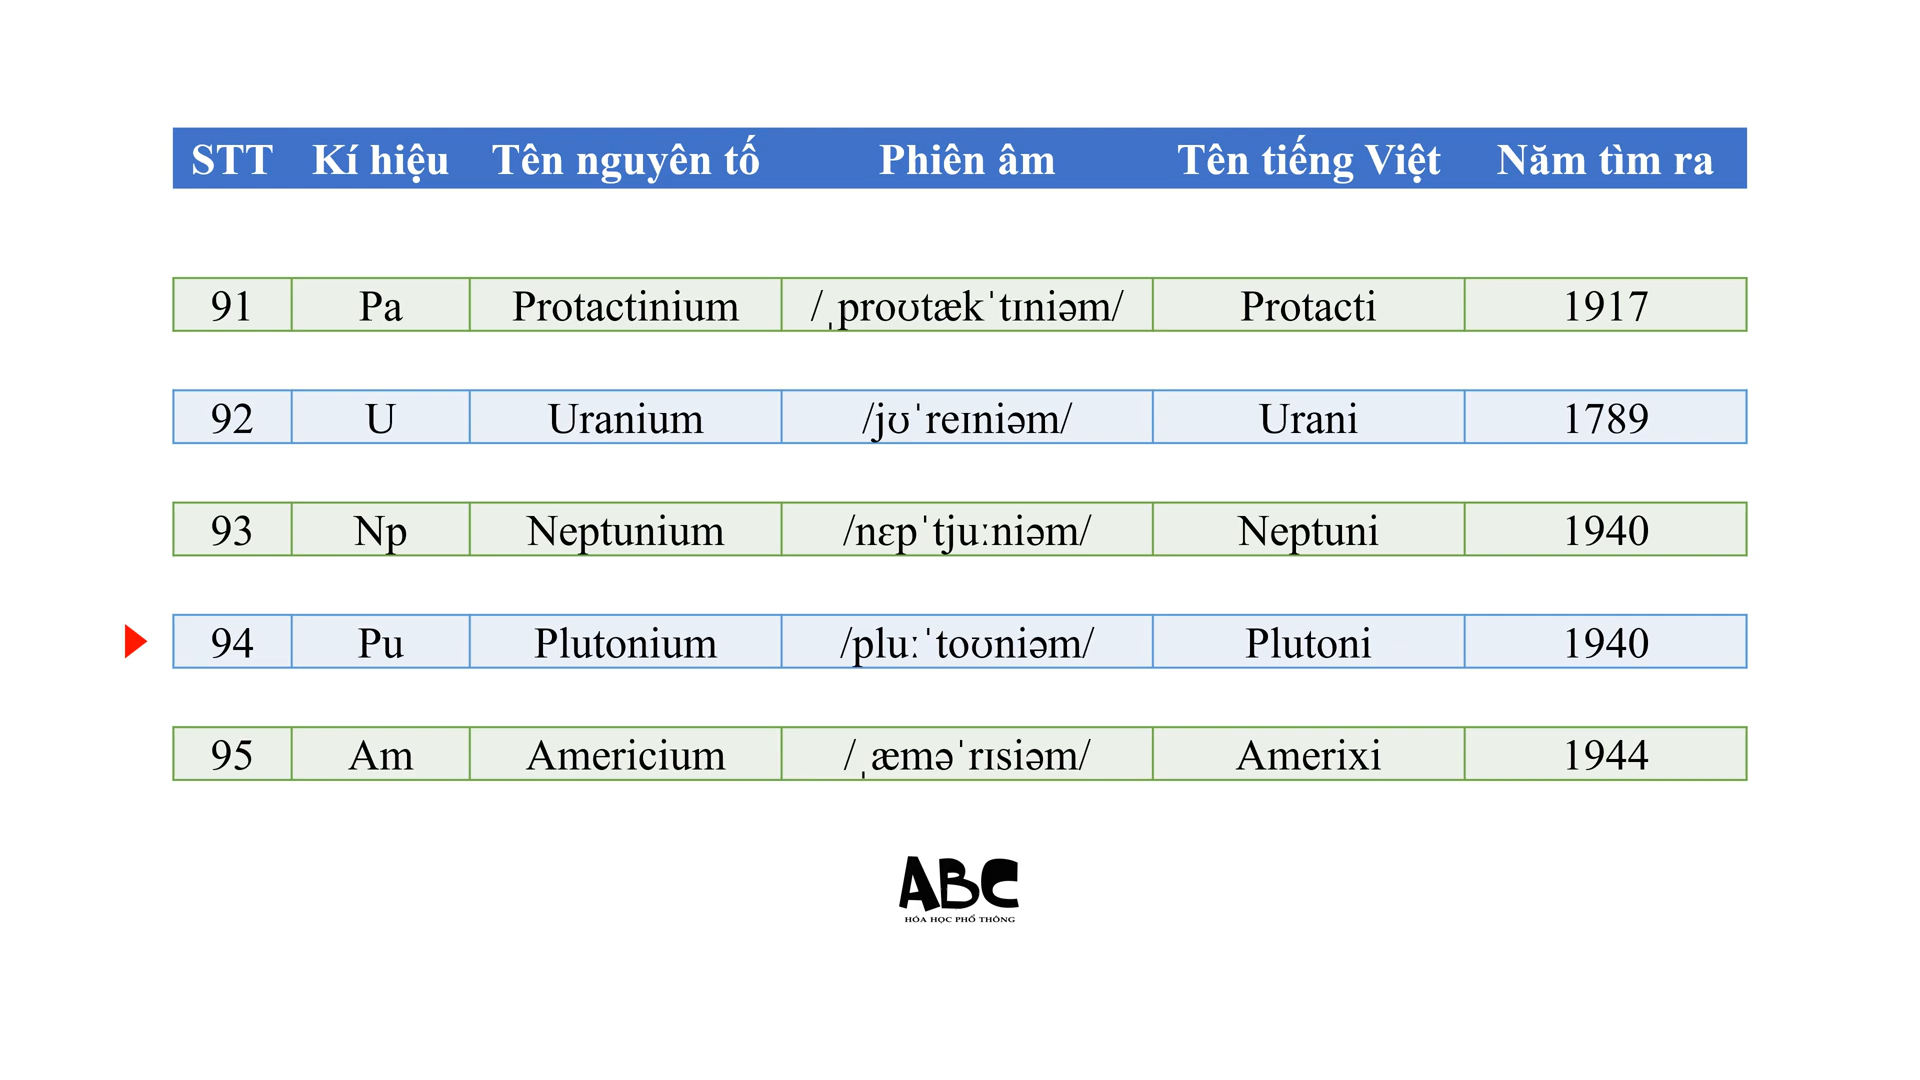 STT Kí hiệu Tên nguyên tố Phiên âm Tên tiếng Việt Năm tìm ra
91 Pa Protactinium /ˌproʊtækˈtɪniəm/ Protacti 1917
92 U Uranium /jʊˈreɪniəm/ Urani 1789
93 Np Neptunium /nɛpˈtjuːniəm/ Neptuni 1940
94 Pu Plutonium /pluːˈtoʊniəm/ Plutoni 1940
95 Am Americium /ˌæməˈrɪsiəm/ Amerixi 1944
ABC
HÓA HỌC PHỔ THÔNG